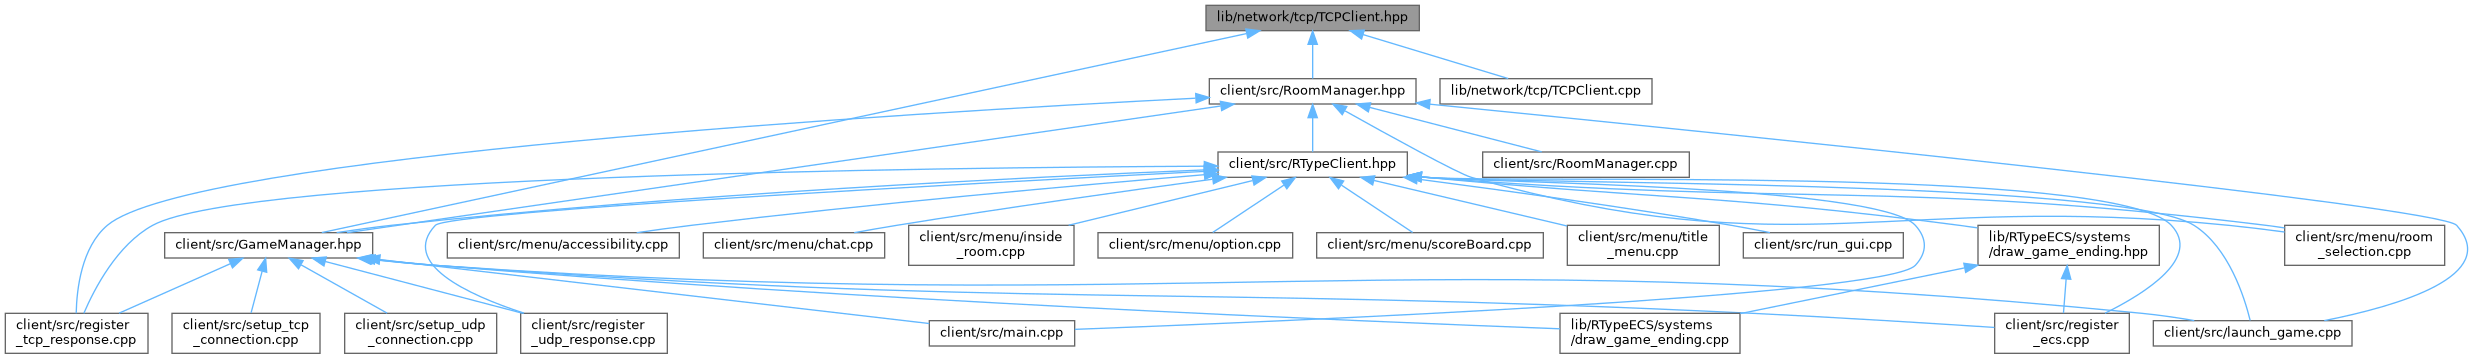 lib/network/tcp/TCPClient.hpp
client/src/RoomManager.hpp
lib/network/tcp/TCPClient.cpp
client/src/RTypeClient.hpp
client/src/RoomManager.cpp
client/src/GameManager.hpp
client/src/menu/accessibility.cpp
client/src/menu/chat.cpp
client/src/menu/inside
_room.cpp
client/src/menu/option.cpp
client/src/menu/scoreBoard.cpp
client/src/menu/title
_menu.cpp
client/src/run_gui.cpp
lib/RTypeECS/systems
/draw_game_ending.hpp
client/src/menu/room
_selection.cpp
client/src/register
_tcp_response.cpp
client/src/setup_tcp
_connection.cpp
client/src/setup_udp
_connection.cpp
client/src/register
_udp_response.cpp
client/src/main.cpp
lib/RTypeECS/systems
/draw_game_ending.cpp
client/src/register
_ecs.cpp
client/src/launch_game.cpp